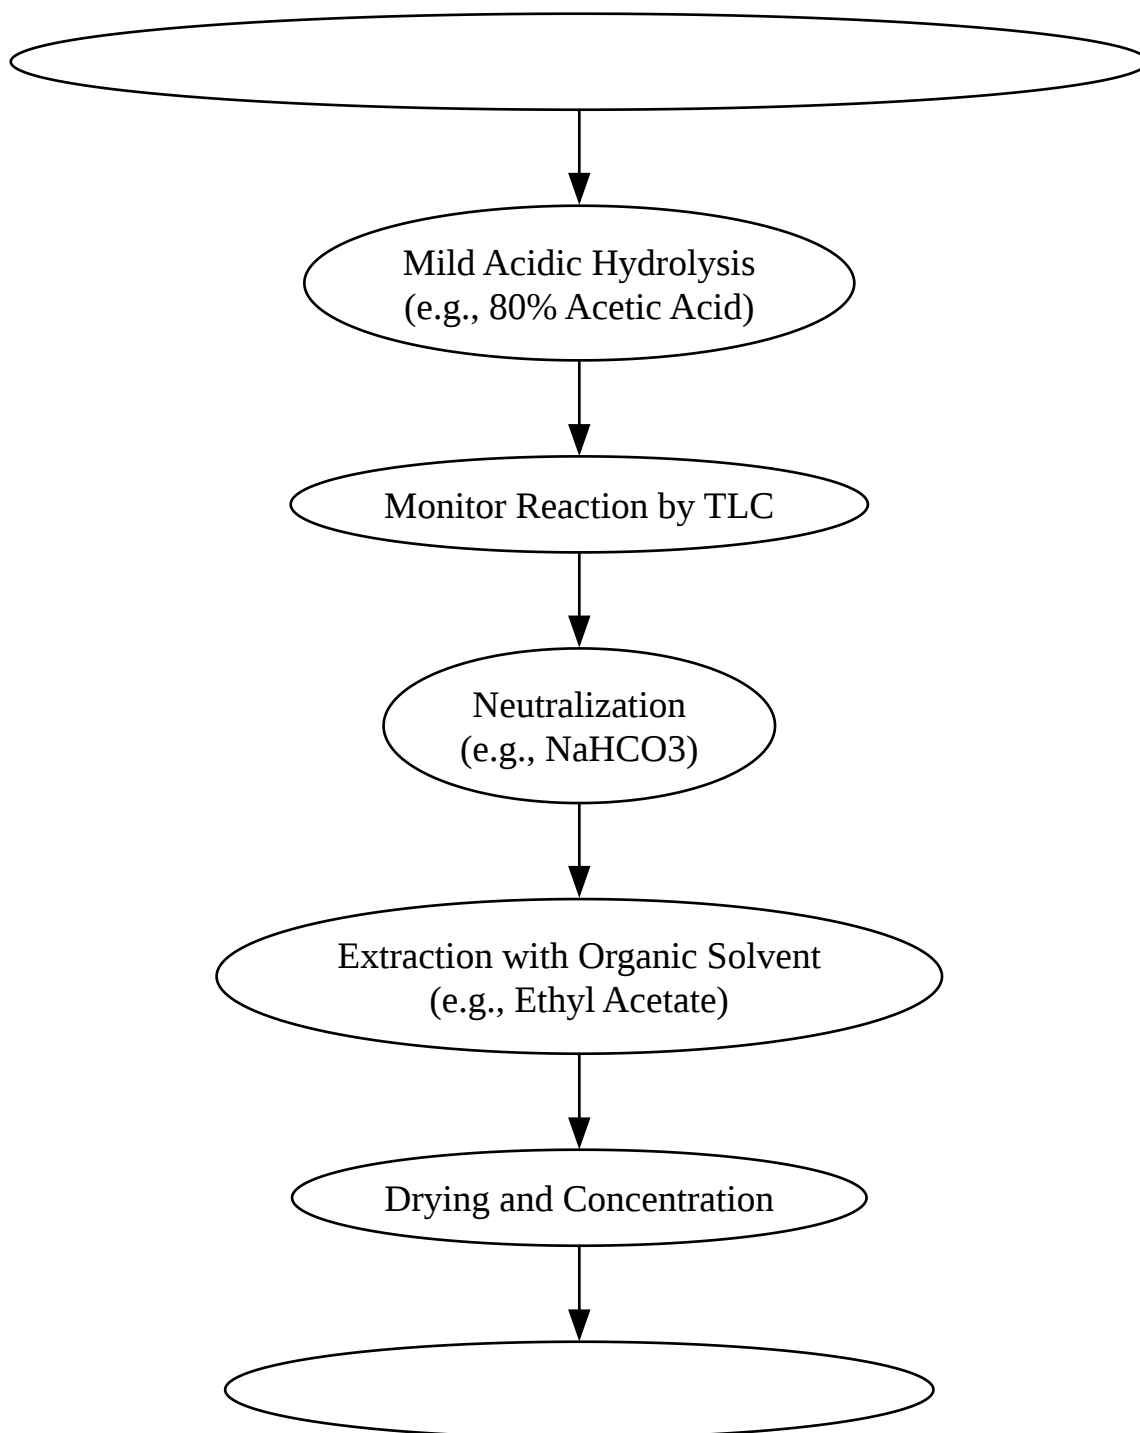 Mild Acidic Hydrolysis
(e.g., 80% Acetic Acid)
Monitor Reaction by TLC
Neutralization
(e.g., NaHCO3)
Extraction with Organic Solvent
(e.g., Ethyl Acetate)
Drying and Concentration